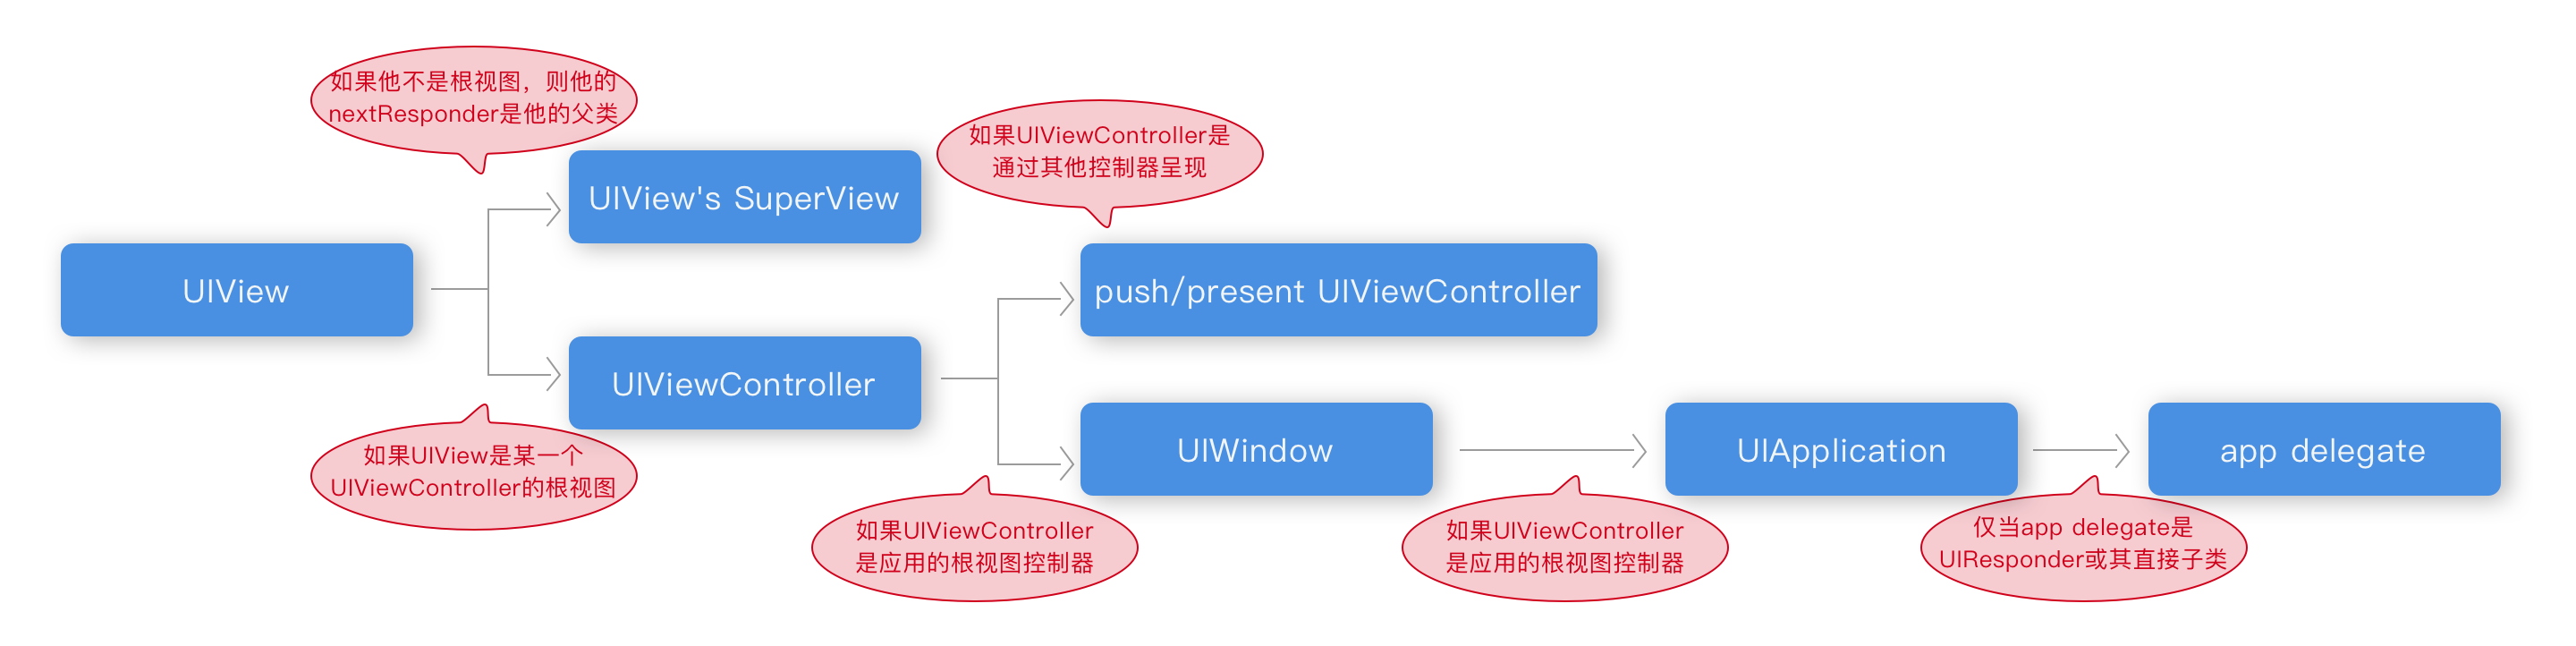 如果他不是根视图，则他的
nextResponder是他的父类
UIView's SuperView
如果UIViewController是
通过其他控制器呈现
UIView
push/present UIViewController
UIViewController
如果UIView是某一个
UIViewController的根视图
UIWindow
UIApplication
app delegate
如果UIViewController
是应用的根视图控制器
如果UIViewController
是应用的根视图控制器
仅当app delegate是
UIResponder或其直接子类